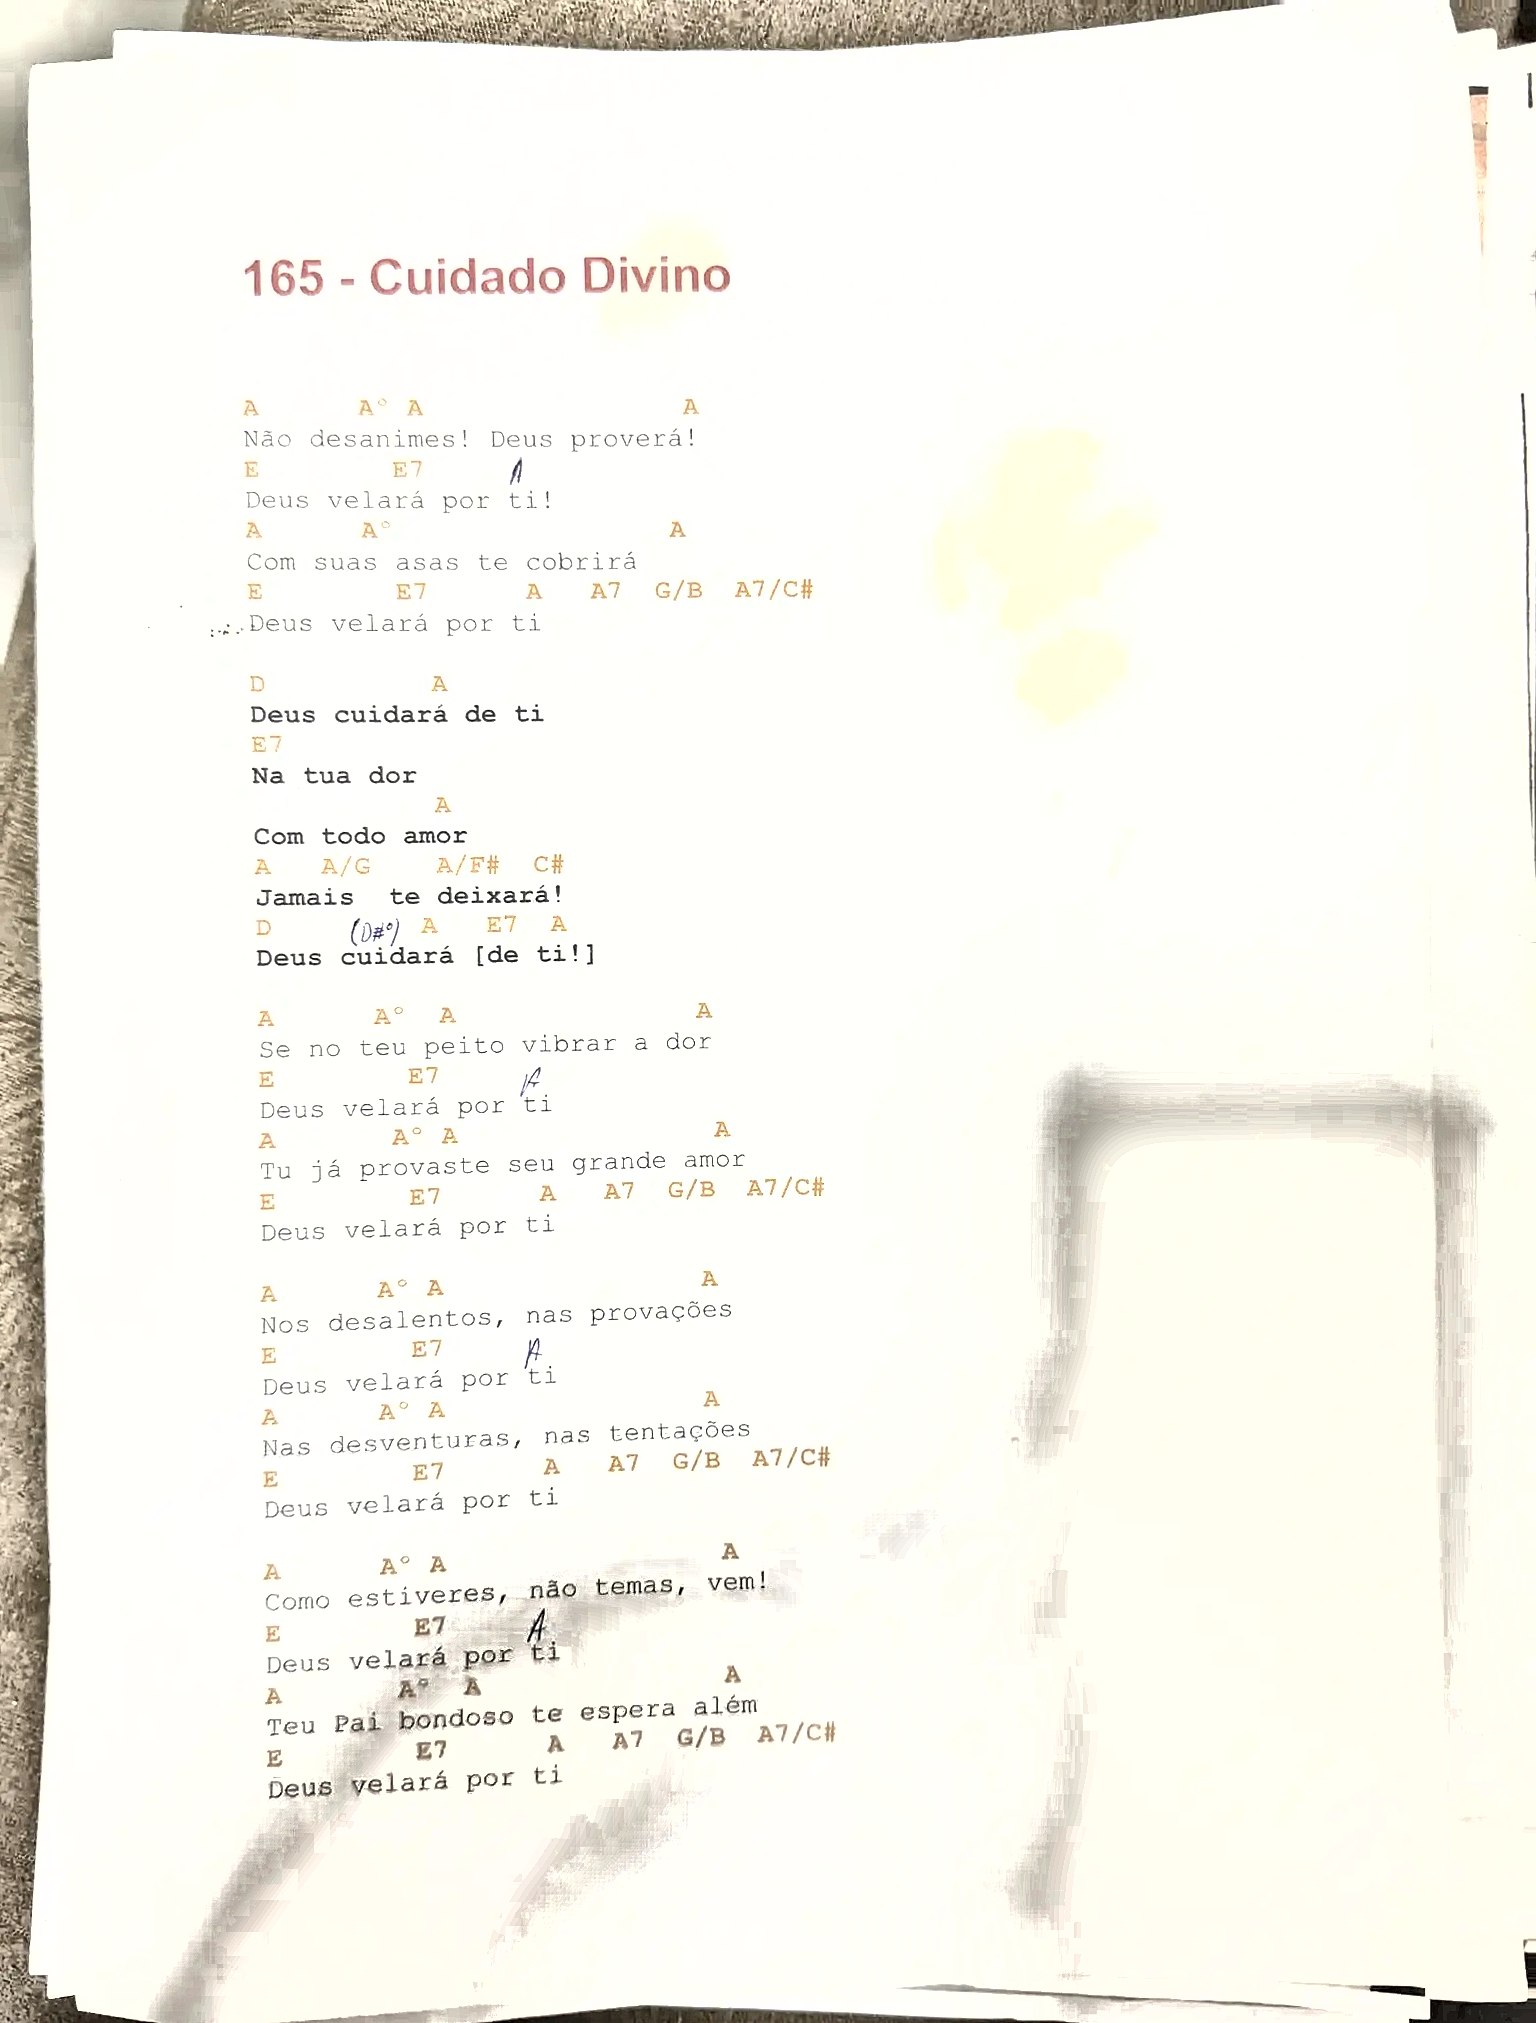 165 - Cuidado Divino
A A° A A
Não desanimes! Deus proverá!
E E7 A
Deus velará por ti!
A A° A
Com suas asas te cobrirá
E E7 A A7 G/B A7/C#
Deus velará por ti
D A
Deus cuidará de ti
E7
Na tua dor
A
Com todo amor
A A/G A/F# C#
Jamais te deixará!
D (D#°) A E7 A
Deus cuidará [de ti!]
A A° A A
Se no teu peito vibrar a dor
E E7 A
Deus velará por ti
A A° A A
Tu já provaste seu grande amor
E E7 A A7 G/B A7/C#
Deus velará por ti
A A° A A
Nos desalentos, nas provações
E E7 A
Deus velará por ti
A A° A A
Nas desventuras, nas tentações
E E7 A A7 G/B A7/C#
Deus velará por ti
A A° A A
Como estiveres, não temas, vem!
E E7 A
Deus velará por ti
A A° A A
Teu Pai bondoso te espera além
E E7 A A7 G/B A7/C#
Deus velará por ti